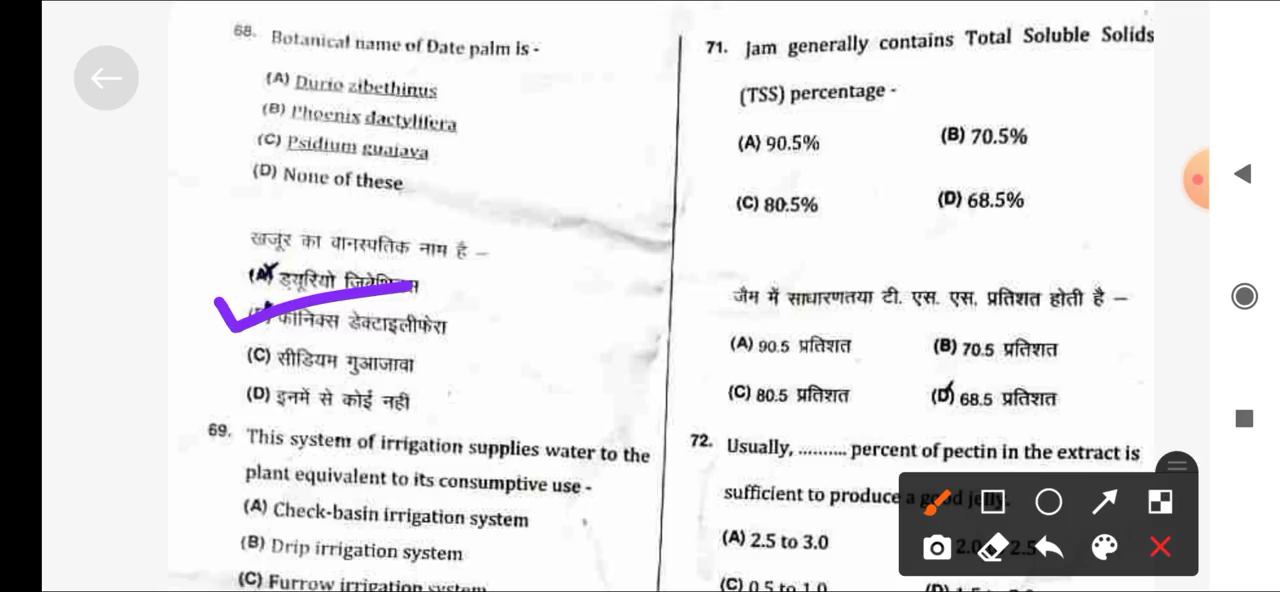 68. Botanical name of Date palm is -
(A) Durio zibethinus
(B) Phoenix dactylifera
(C) Psidium guajava
(D) None of these
खजूर का वानस्पतिक नाम है –
(A) ड्यूरियो
फोनिक्स डेक्टाइलीफेरा
(C) सीडियम गुआजावा
(D) इनमें से कोई नही
69. This system of irrigation supplies water to the
plant equivalent to its consumptive use -
(A) Check-basin irrigation system
(B) Drip irrigation system
(C) Furrow irrigation system
71. Jam generally contains Total Soluble Solids
(TSS) percentage -
(A) 90.5% (B) 70.5%
(C) 80.5% (D) 68.5%
जैम में साधारणतया टी. एस. एस. प्रतिशत होती है –
(A) 90.5 प्रतिशत (B) 70.5 प्रतिशत
(C) 80.5 प्रतिशत (D) 68.5 प्रतिशत
72. Usually, .......... percent of pectin in the extract is
sufficient to produce a good jelly.
(A) 2.5 to 3.0
(C) 0.5 to 1.0